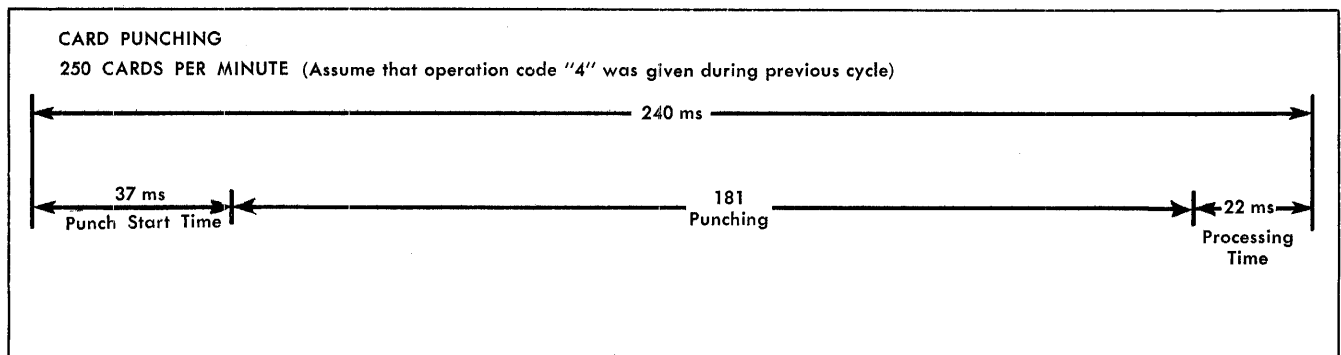 CARD PUNCHING
250 CARDS PER MINUTE (Assume that operation code "4" was given during previous cycle)
240 ms
37 ms
Punch Start Time
181
Punching
22 ms
Processing
Time